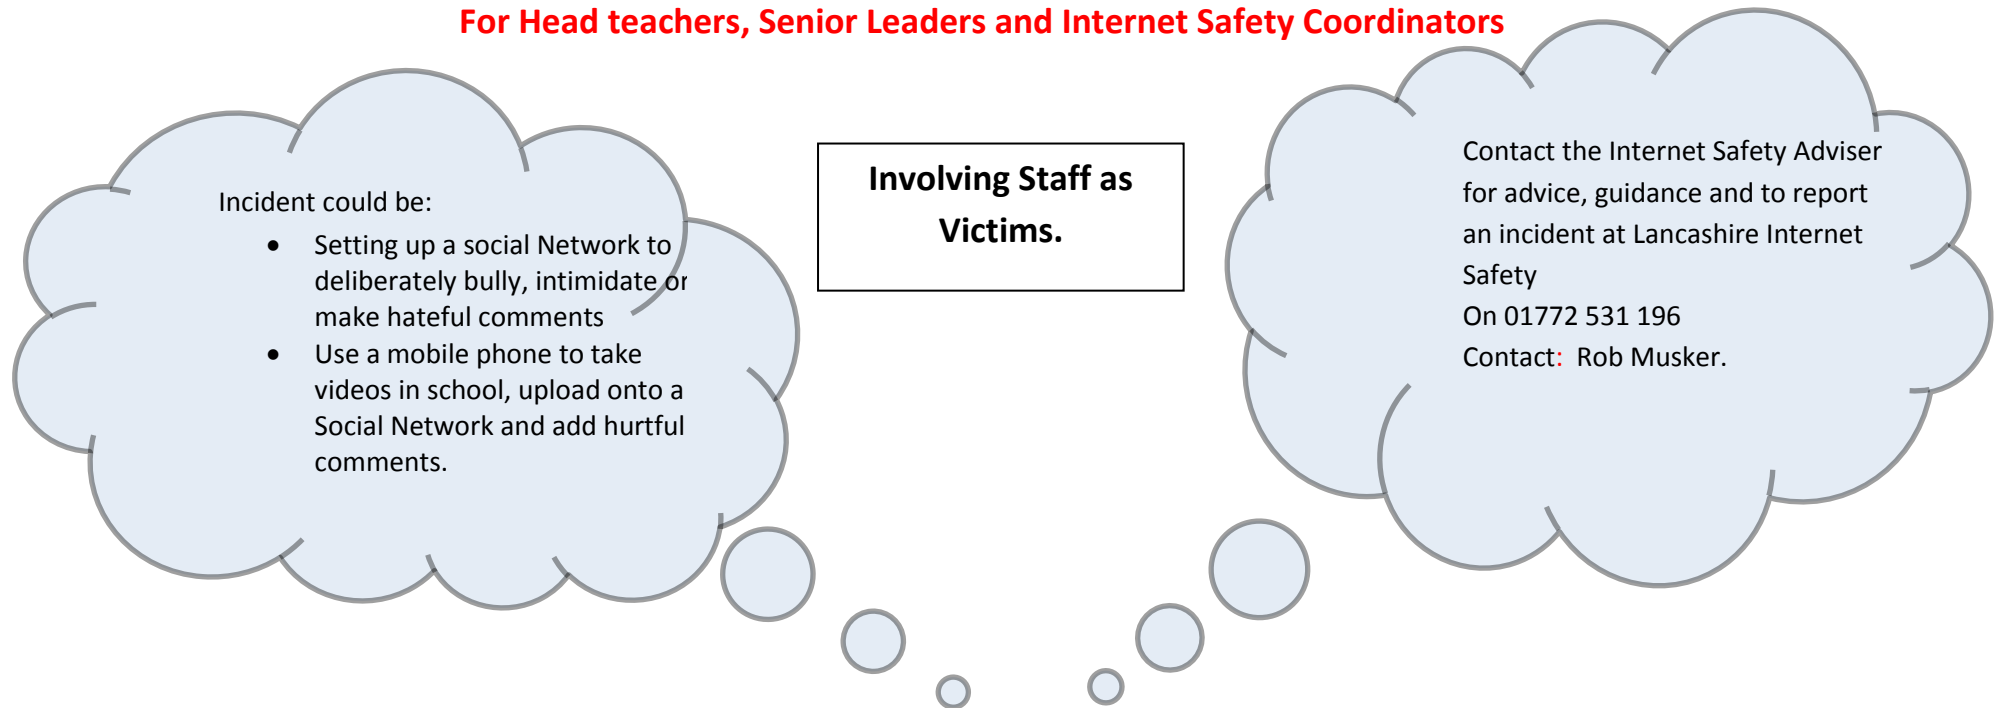 For Head teachers, Senior Leaders and Internet Safety Coordinators
Incident could be:
• Setting up a social Network to
deliberately bully, intimidate or
make hateful comments
• Use a mobile phone to take
videos in school, upload onto a
Social Network and add hurtful
comments.
Involving Staff as
Victims.
Contact the Internet Safety Adviser
for advice, guidance and to report
an incident at Lancashire Internet
Safety
On 01772 531 196
Contact: Rob Musker.